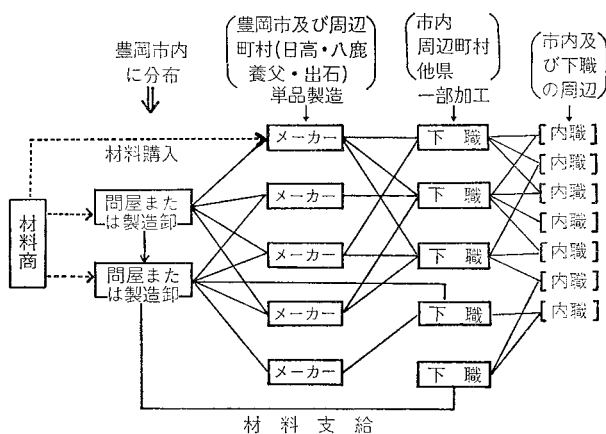 豊岡市内
に分布
豊岡市及び周辺
町村(日高・八鹿
養父・出石)
単品製造
市内
周辺町村
他県
一部加工
市内及
び下職
の周辺
材料購入
材料商
問屋また
は製造卸
問屋また
は製造卸
メーカー
メーカー
メーカー
メーカー
メーカー
下職
下職
下職
下職
下職
[内職]
[内職]
[内職]
[内職]
[内職]
[内職]
[内職]
材料支給